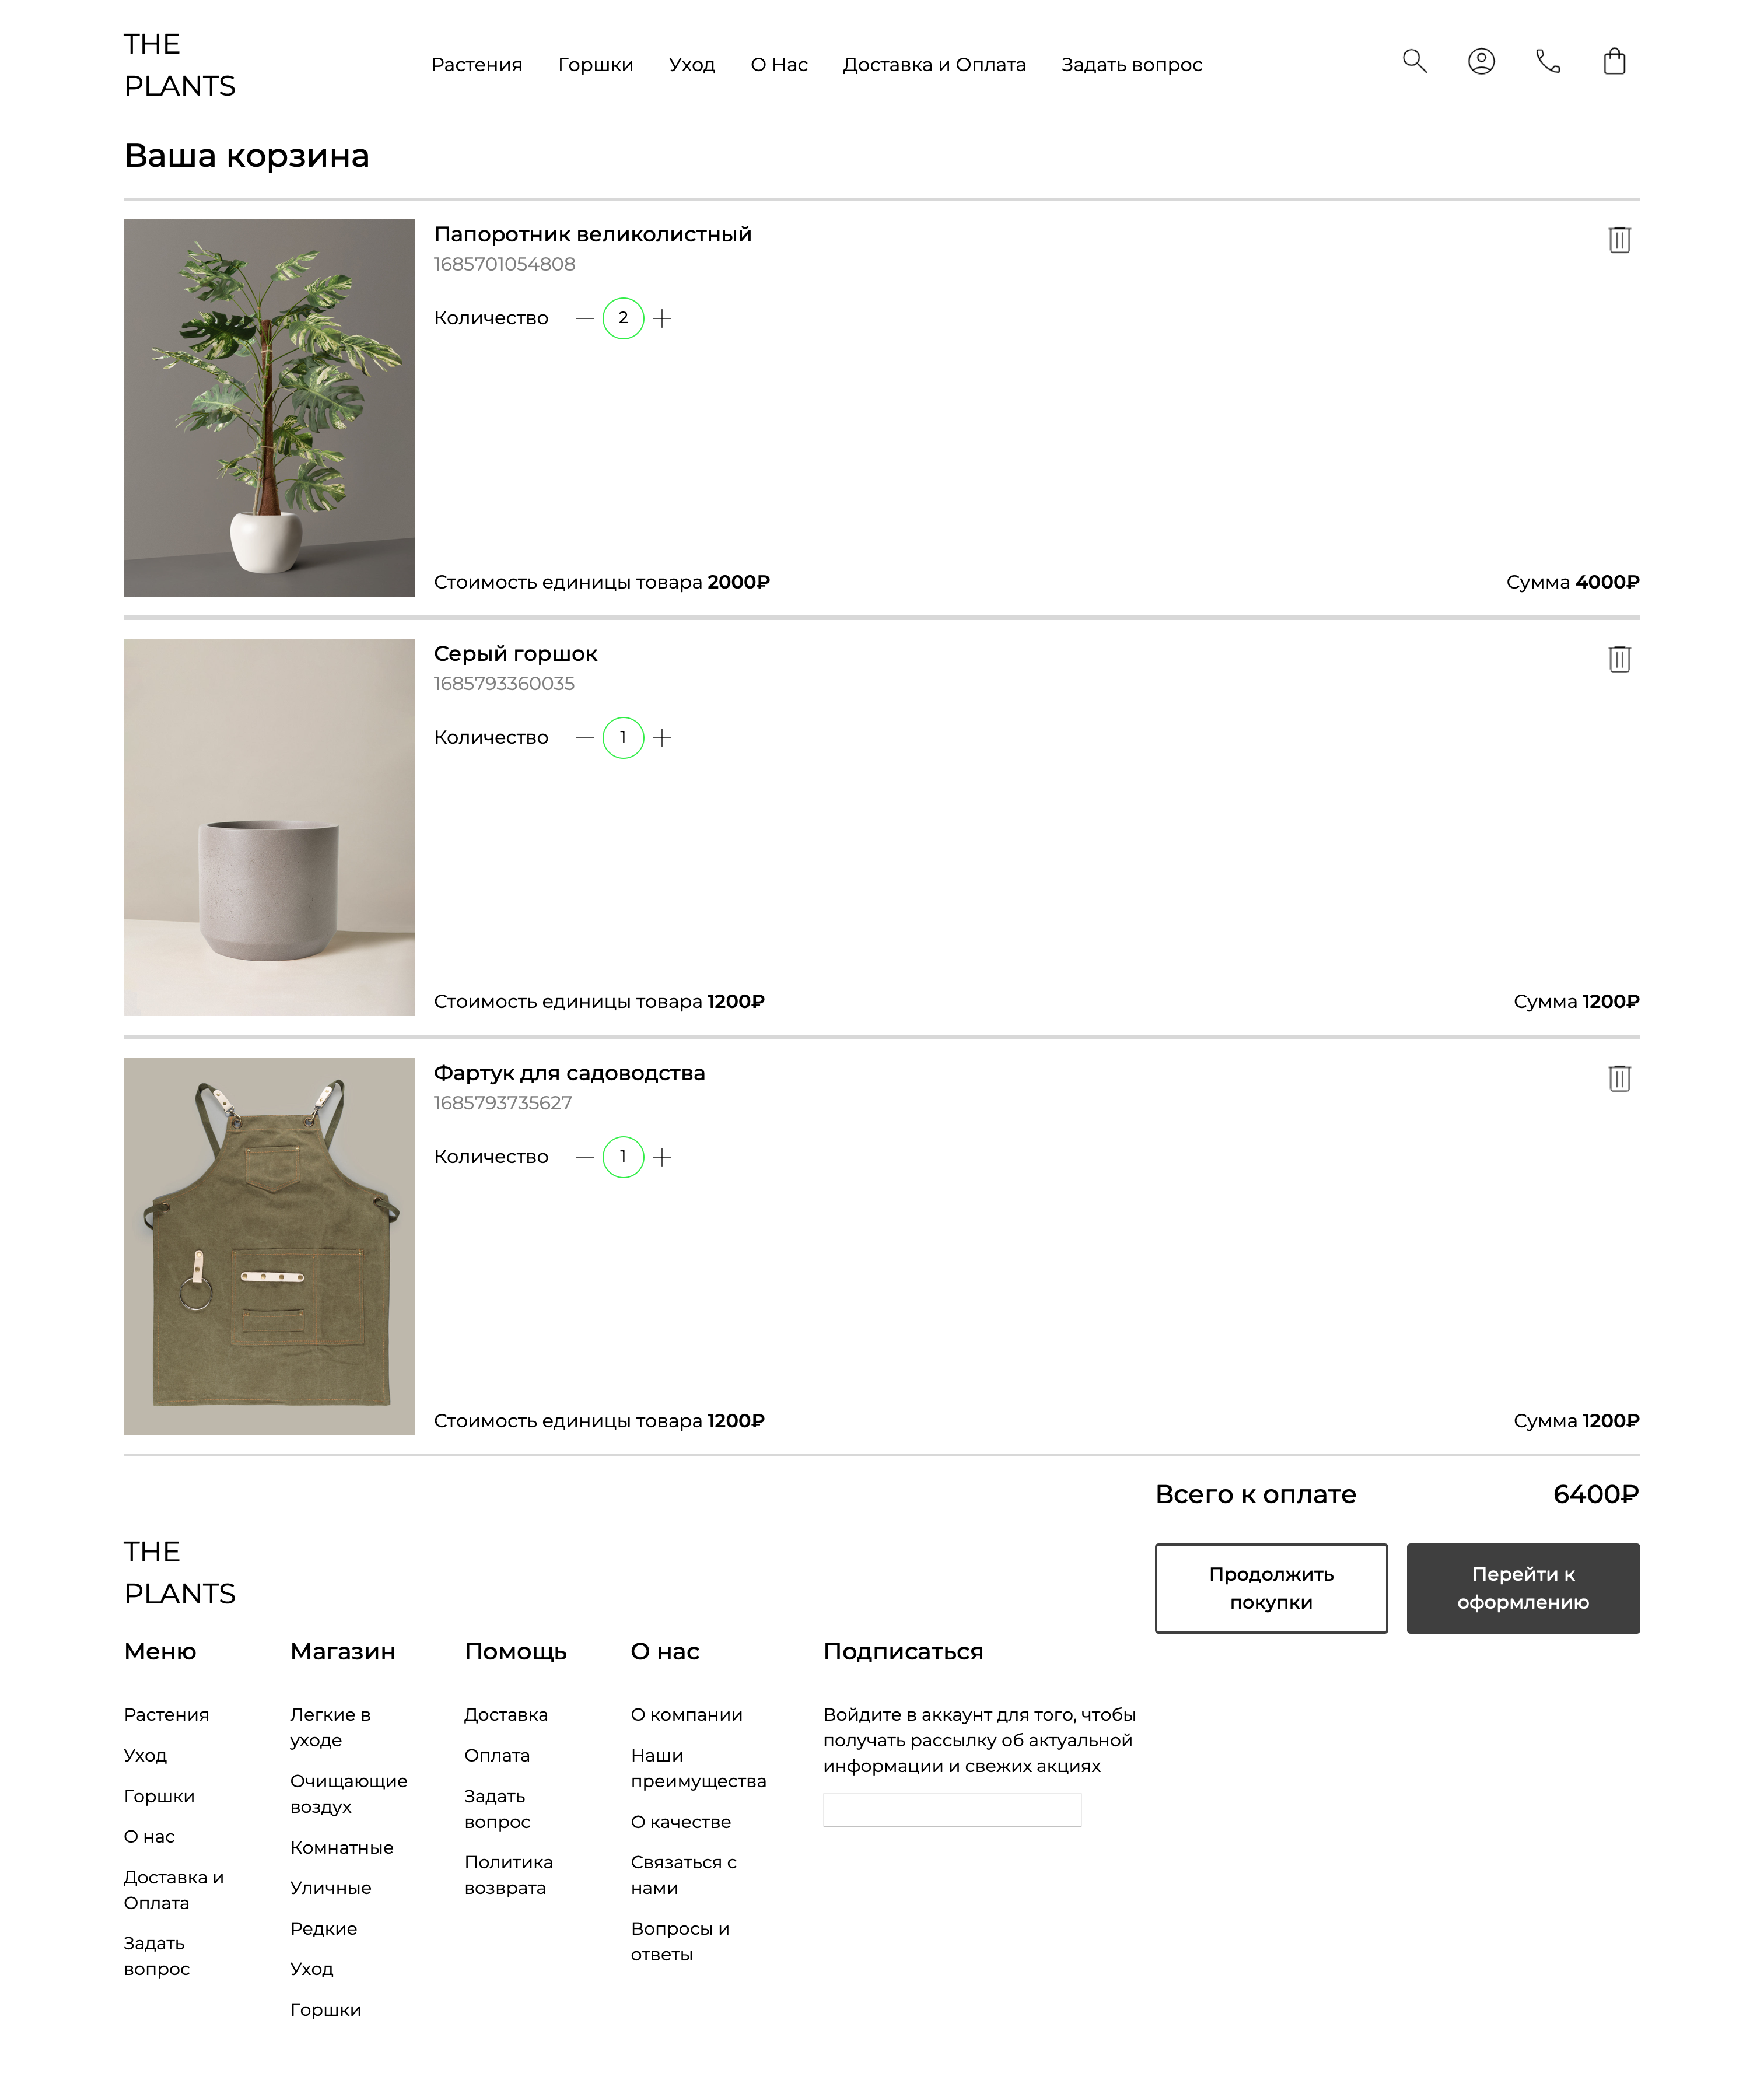 THE
PLANTS
Растения Горшки Уход О Нас Доставка и Оплата Задать вопрос
Ваша корзина
Папоротник великолистный
1685701054808
Количество 2
Стоимость единицы товара 2000₽ Сумма 4000₽
Серый горшок
1685793360035
Количество 1
Стоимость единицы товара 1200₽ Сумма 1200₽
Фартук для садоводства
1685793735627
Количество 1
Стоимость единицы товара 1200₽ Сумма 1200₽
Всего к оплате 6400₽
Продолжить
покупки
Перейти к
оформлению
THE
PLANTS
Меню
Растения
Уход
Горшки
О нас
Доставка и
Оплата
Задать
вопрос
Магазин
Легкие в
уходе
Очищающие
воздух
Комнатные
Уличные
Редкие
Уход
Горшки
Помощь
Доставка
Оплата
Задать
вопрос
Политика
возврата
О нас
О компании
Наши
преимущества
О качестве
Связаться с
нами
Вопросы и
ответы
Подписаться
Войдите в аккаунт для того, чтобы
получать рассылку об актуальной
информации и свежих акциях